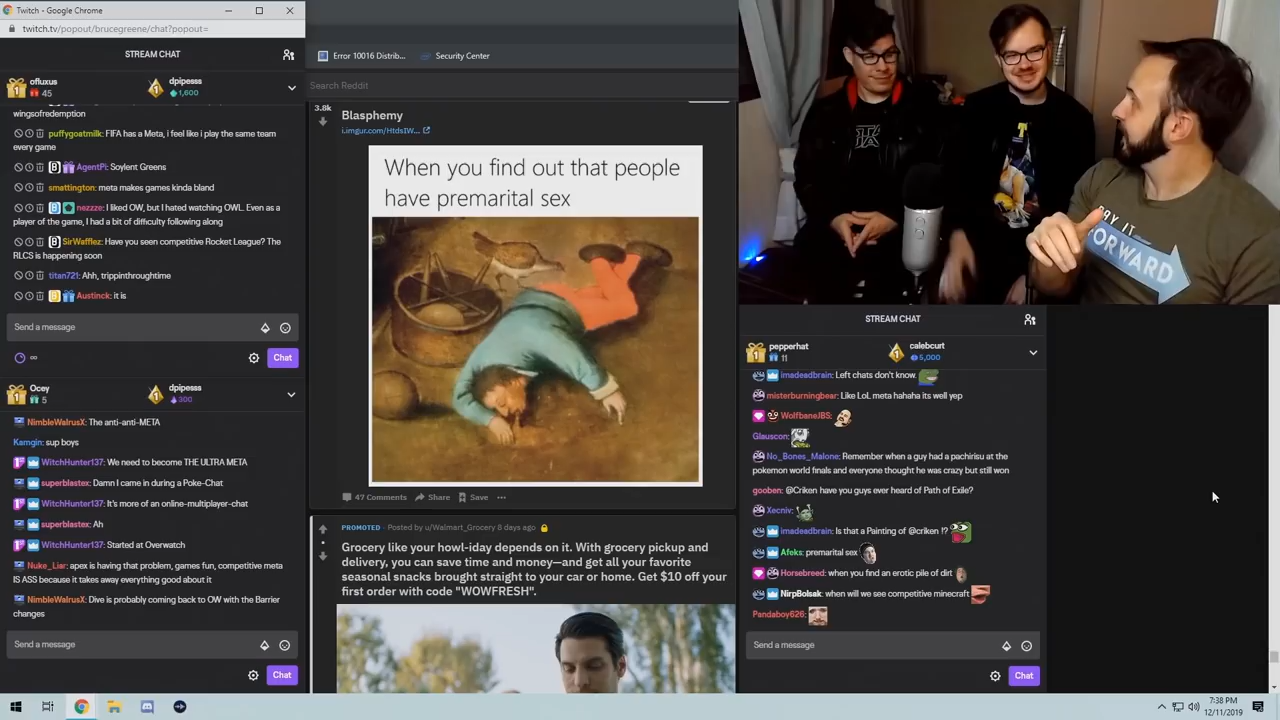 Twitch - Google Chrome
twitch.tv/popout/brucegreene/chat?popout=
STREAM CHAT
ofluxus
45
dpipesss
1,600
wingsofredemption
puffygoatmilk: FIFA has a Meta, i feel like i play the same team
every game
AgentPi: Soylent Greens
smattington: meta makes games kinda bland
nezzze: I liked OW, but I hated watching OWL. Even as a
player of the game, I had a bit of difficulty following along
SirWafflez: Have you seen competitive Rocket League? The
RLCS is happening soon
titan721: Ahh, trippinthroughtime
Austinck: it is
Send a message
∞
Chat
Ocey
5
dpipesss
300
NimbleWalrusX: The anti-anti-META
Kamgin: sup boys
WitchHunter137: We need to become THE ULTRA META
superblastex: Damn I came in during a Poke-Chat
WitchHunter137: It's more of an online-multiplayer-chat
superblastex: Ah
WitchHunter137: Started at Overwatch
Nuke_Liar: apex is having that problem, games fun, competitive meta
IS ASS because it takes away everything good about it
NimbleWalrusX: Dive is probably coming back to OW with the Barrier
changes
Send a message
Chat
Error 10016 Distrib...
Security Center
Search Reddit
3.8k
Blasphemy
i.imgur.com/HtdsIW...
When you find out that people
have premarital sex
47 Comments
Share
Save
PROMOTED · Posted by u/Walmart_Grocery 8 days ago
Grocery like your howl-iday depends on it. With grocery pickup and
delivery, you can save time and money—and get all your favorite
seasonal snacks brought straight to your car or home. Get $10 off your
first order with code "WOWFRESH".
FORWARD
STREAM CHAT
pepperhat
11
calebcurt
5,000
imadeadbrain: Left chats don't know.
misterburningbear: Like LoL meta hahaha its well yep
WolfbaneJBS:
Glauscon:
No_Bones_Malone: Remember when a guy had a pachirisu at the
pokemon world finals and everyone thought he was crazy but still won
gooben: @Criken have you guys ever heard of Path of Exile?
Xecniv:
imadeadbrain: Is that a Painting of @criken !?
Afeks: premarital sex
Horsebreed: when you find an erotic pile of dirt
NirpBolsak: when will we see competitive minecraft
Pandaboy626:
Send a message
Chat
7:38 PM
12/11/2019